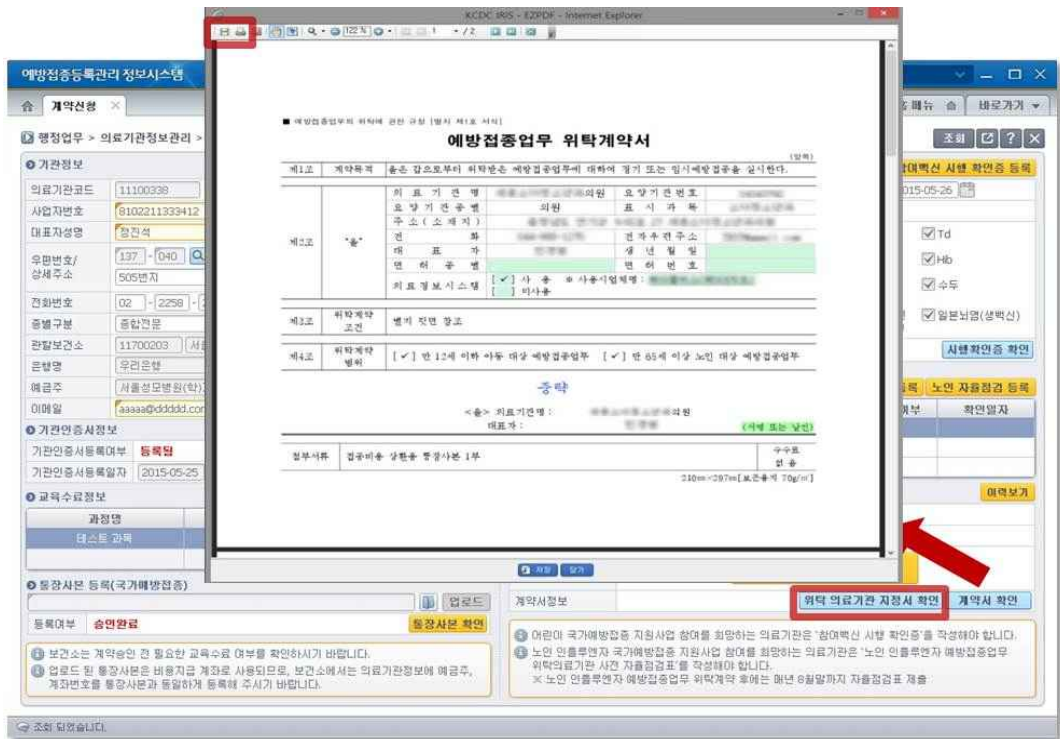 KCDC IRIS - EZPDF - Internet Explorer
122 %
1 / 2
예방접종등록관리 정보시스템
계약신청
바로가기
행정업무 > 의료기관정보관리 >
조회
■ 예방접종업무의 위탁에 관한 규정 [별지 제1호 서식]
예방접종업무 위탁계약서
(앞쪽)
제1조 계약목적 을은 갑으로부터 위탁받은 예방접종업무에 대하여 정기 또는 임시예방접종을 실시한다.
제2조 "을"
의 료 기 관 명 의원 요 양 기 관 번 호
요 양 기 관 종 별 의원 표 시 과 목
주 소 ( 소 재 지 )
전 화 전 자 우 편 주 소
대 표 자 생 년 월 일
면 허 종 별 면 허 번 호
의 료 정 보 시 스 템 [ ✓ ] 사 용 ※ 사용시업체명 :
[ ] 미사용
제3조 위탁계약 조건 별지 뒷면 참조
제4조 위탁계약 범위 [ ✓ ] 만 12세 이하 아동 대상 예방접종업무 [ ✓ ] 만 65세 이상 노인 대상 예방접종업무
중략
<을> 의료기관명 : 의원
대표자 : (서명 또는 날인)
첨부서류 접종비용 상환용 통장사본 1부 수수료 없 음
210㎜×297㎜[보존용지 70g/㎡]
저장 닫기
기관정보
의료기관코드 11100338
사업자번호 8102211333412
대표자성명 정진석
우편번호/
상세주소
137 - 040
505번지
전화번호 02 - 2258 -
종별구분 종합전문
관할보건소 11700203
은행명 우리은행
예금주 서울성모병원(학)
이메일 aaaaa@ddddd.com
기관인증서정보
기관인증서등록여부 등록됨
기관인증서등록일자 2015-05-25
교육수료정보
과정명
테스트 과목
통장사본 등록(국가예방접종)
업로드
등록여부 승인완료 통장사본 확인
보건소는 계약승인 전 필요한 교육수료 여부를 확인하시기 바랍니다.
업로드 된 통장사본은 비용지급 계좌로 사용되므로, 보건소에서는 의료기관정보에 예금주,
계좌번호를 통장사본과 동일하게 등록해 주시기 바랍니다.
참여백신 시행 확인증 등록
2015-05-26
Td
Hib
수두
일본뇌염(생백신)
시행확인증 확인
노인 자율점검 등록
확인일자
이력보기
계약서정보 위탁 의료기관 지정서 확인 계약서 확인
어린이 국가예방접종 지원사업 참여를 희망하는 의료기관은 '참여백신 시행 확인증'을 작성해야 합니다.
노인 인플루엔자 국가예방접종 지원사업 참여를 희망하는 의료기관은 '노인 인플루엔자 예방접종업무
위탁의료기관 사전 자율점검표'를 작성해야 합니다.
※ 노인 인플루엔자 예방접종업무 위탁계약 후에는 매년 8월말까지 자율점검표 제출
조회 되었습니다.